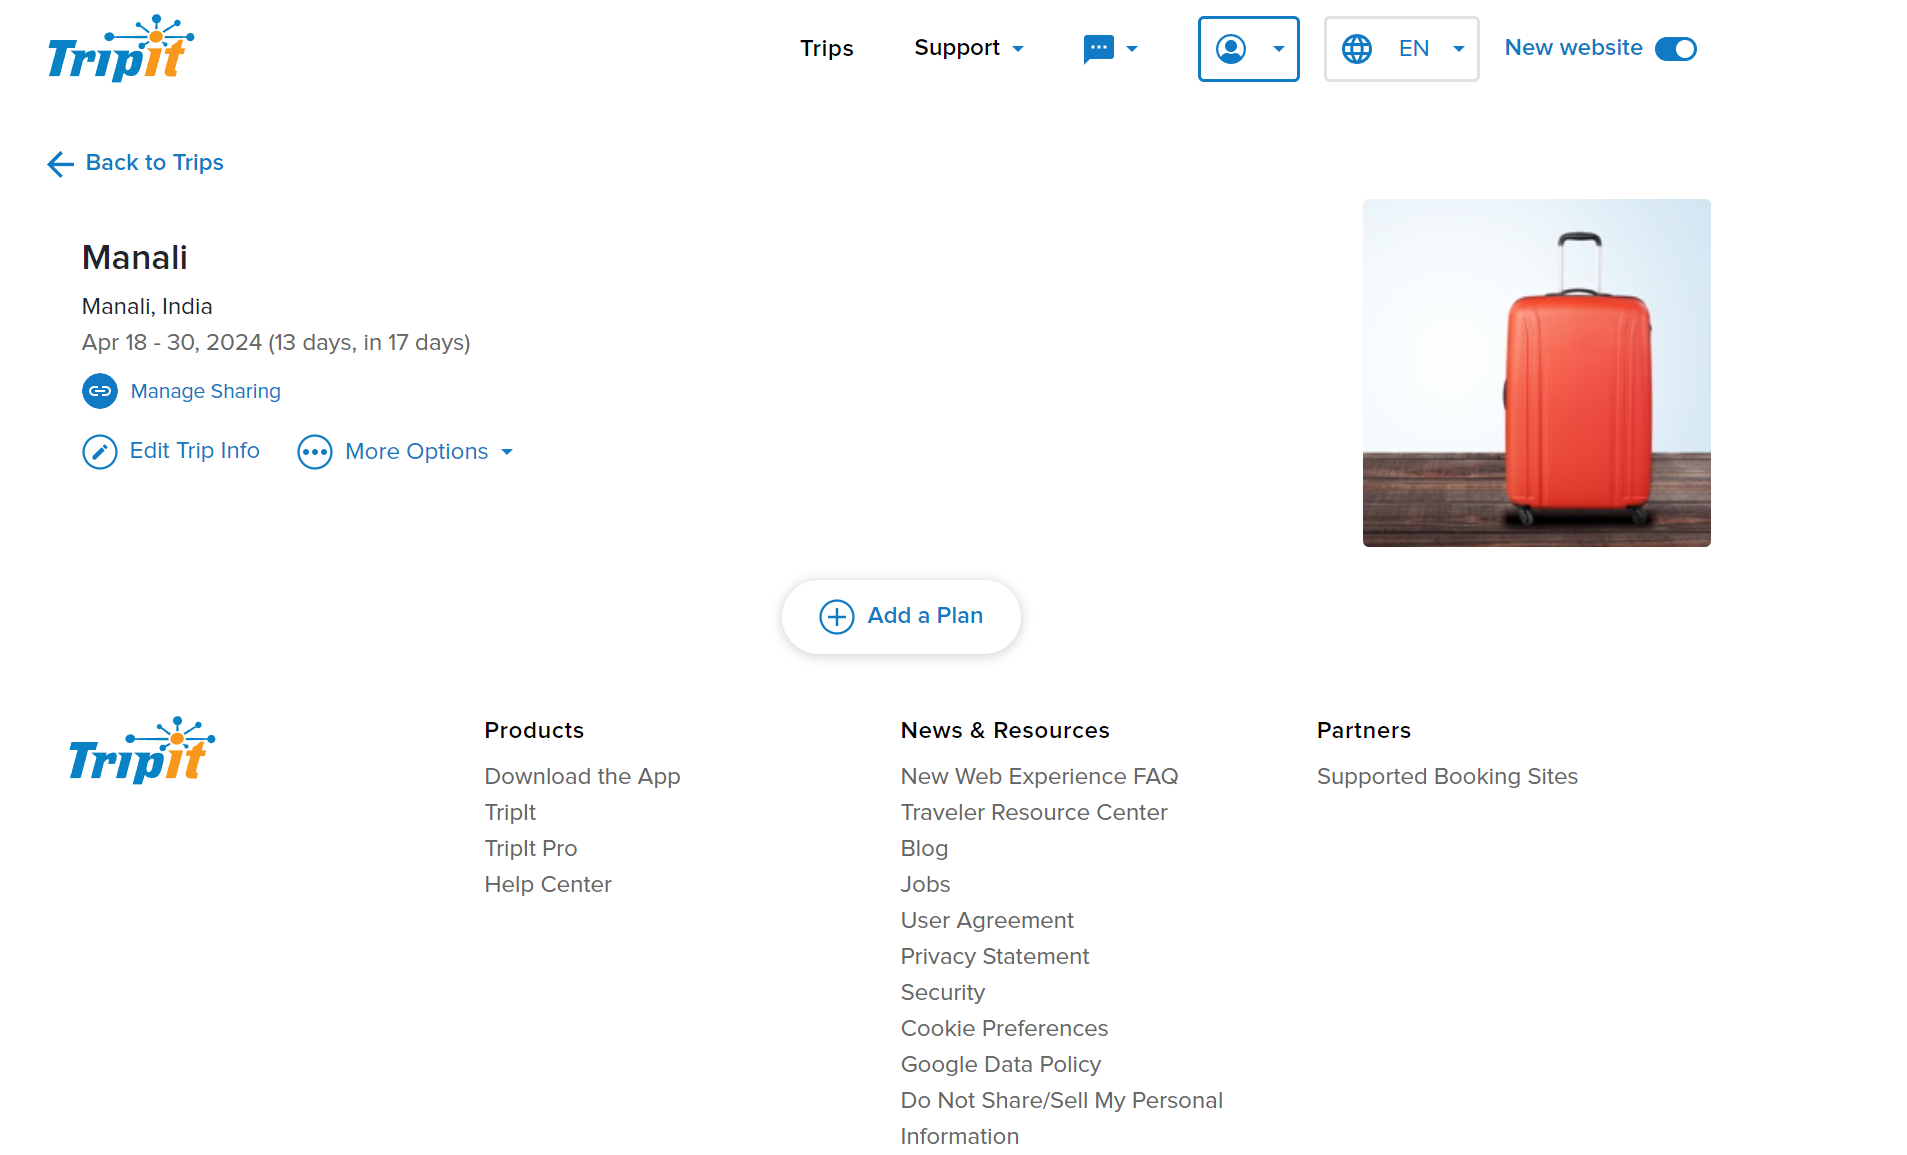 TripIt
Trips
Support
EN
New website
Back to Trips
Manali
Manali, India
Apr 18 - 30, 2024 (13 days, in 17 days)
Manage Sharing
Edit Trip Info
More Options
Add a Plan
TripIt
Products
Download the App
TripIt
TripIt Pro
Help Center
News & Resources
New Web Experience FAQ
Traveler Resource Center
Blog
Jobs
User Agreement
Privacy Statement
Security
Cookie Preferences
Google Data Policy
Do Not Share/Sell My Personal
Information
Partners
Supported Booking Sites